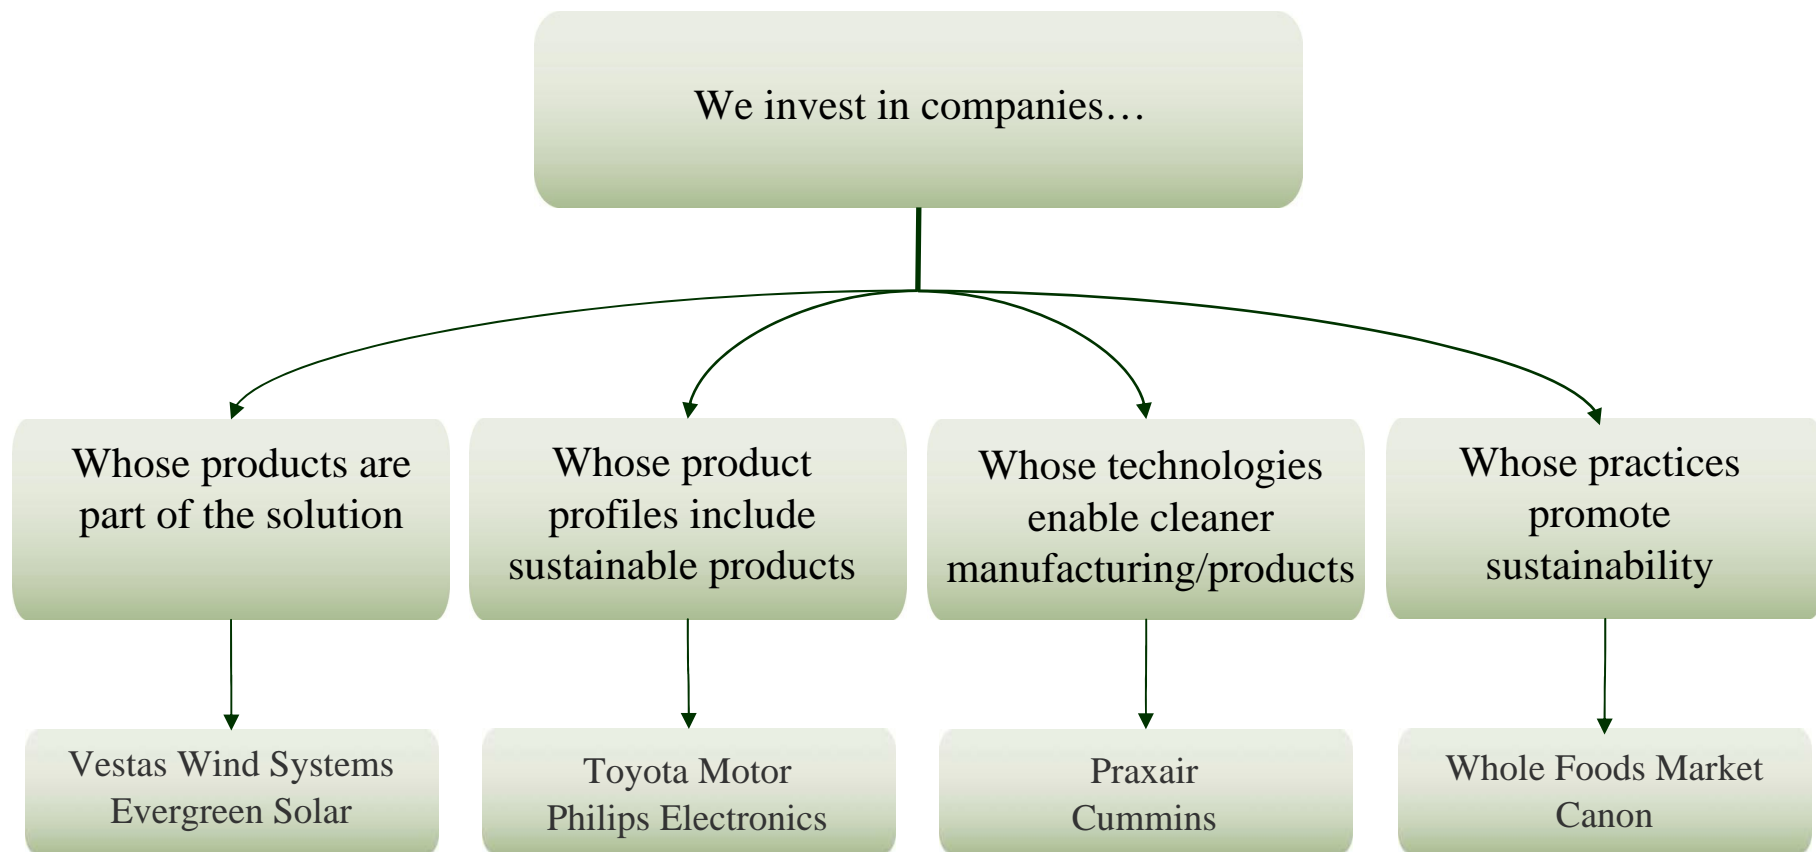 We invest in companies…
Whose products are
part of the solution
Whose product
profiles include
sustainable products
Whose technologies
enable cleaner
manufacturing/products
Whose practices
promote
sustainability
Vestas Wind Systems
Evergreen Solar
Toyota Motor
Philips Electronics
Praxair
Cummins
Whole Foods Market
Canon